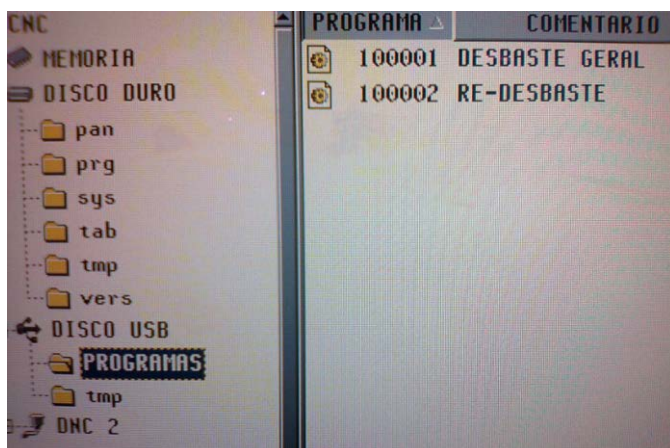 CNC
MEMORIA
DISCO DURO
pan
prg
sys
tab
tmp
vers
DISCO USB
PROGRAMAS
tmp
DNC 2
PROGRAMA COMENTARIO
100001 DESBASTE GERAL
100002 RE-DESBASTE